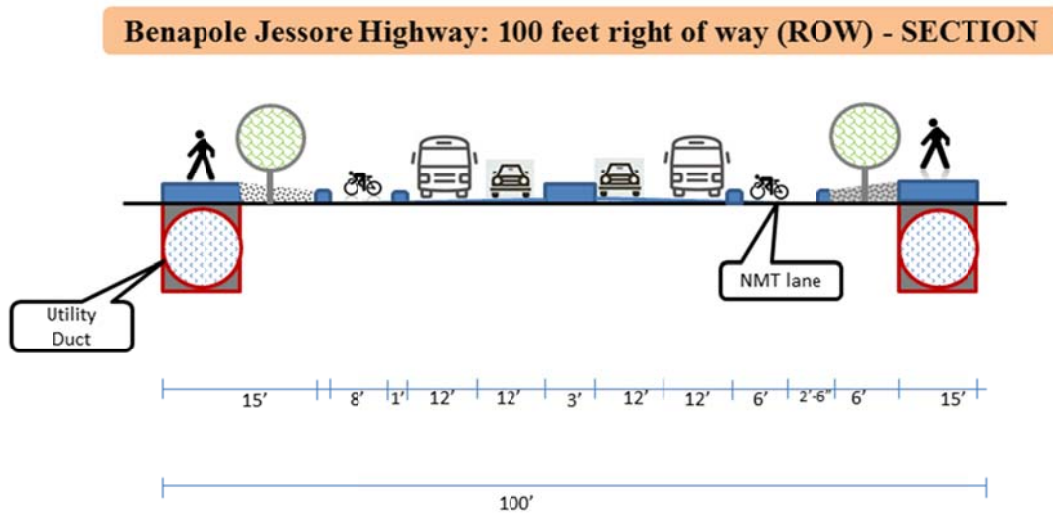 Benapole Jessore Highway: 100 feet right of way (ROW) - SECTION
NMT lane
Utility
Duct
15’ 8’ 1’ 12’ 12’ 3’ 12’ 12’ 6’ 2’-6” 6’ 15’
100’